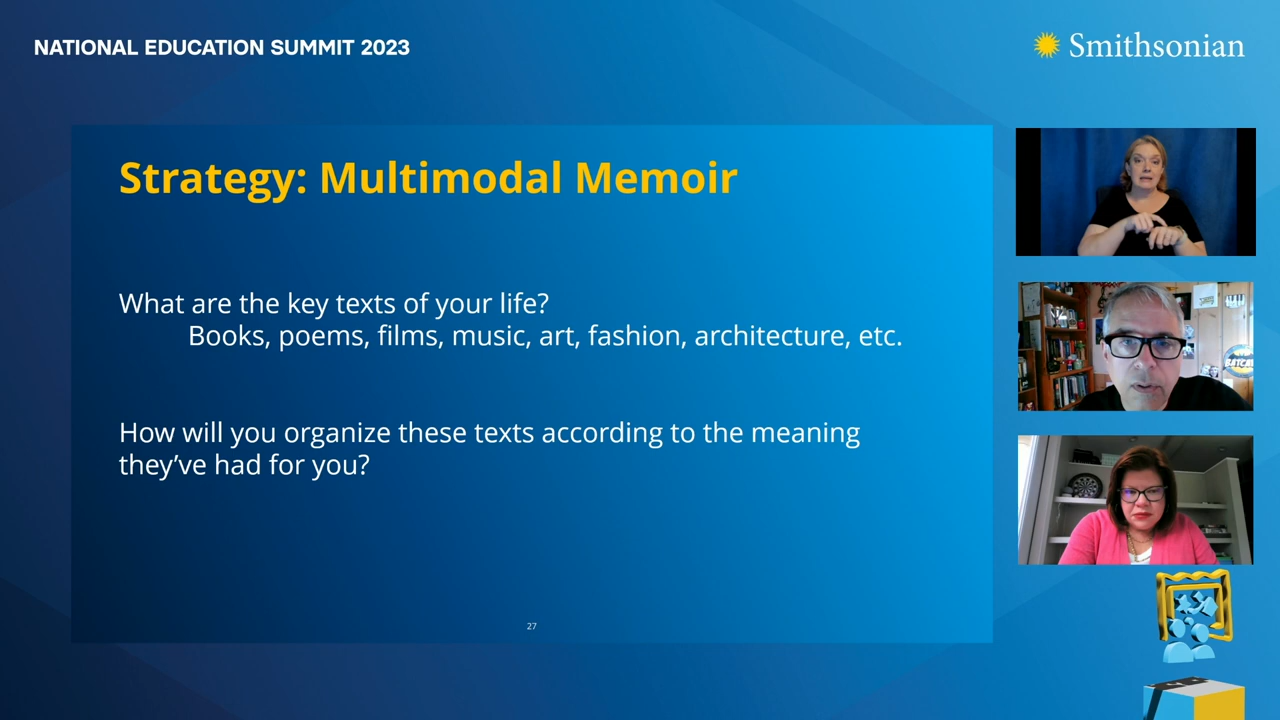 NATIONAL EDUCATION SUMMIT 2023
Smithsonian
Strategy: Multimodal Memoir
What are the key texts of your life?
Books, poems, films, music, art, fashion, architecture, etc.
How will you organize these texts according to the meaning
they’ve had for you?
27